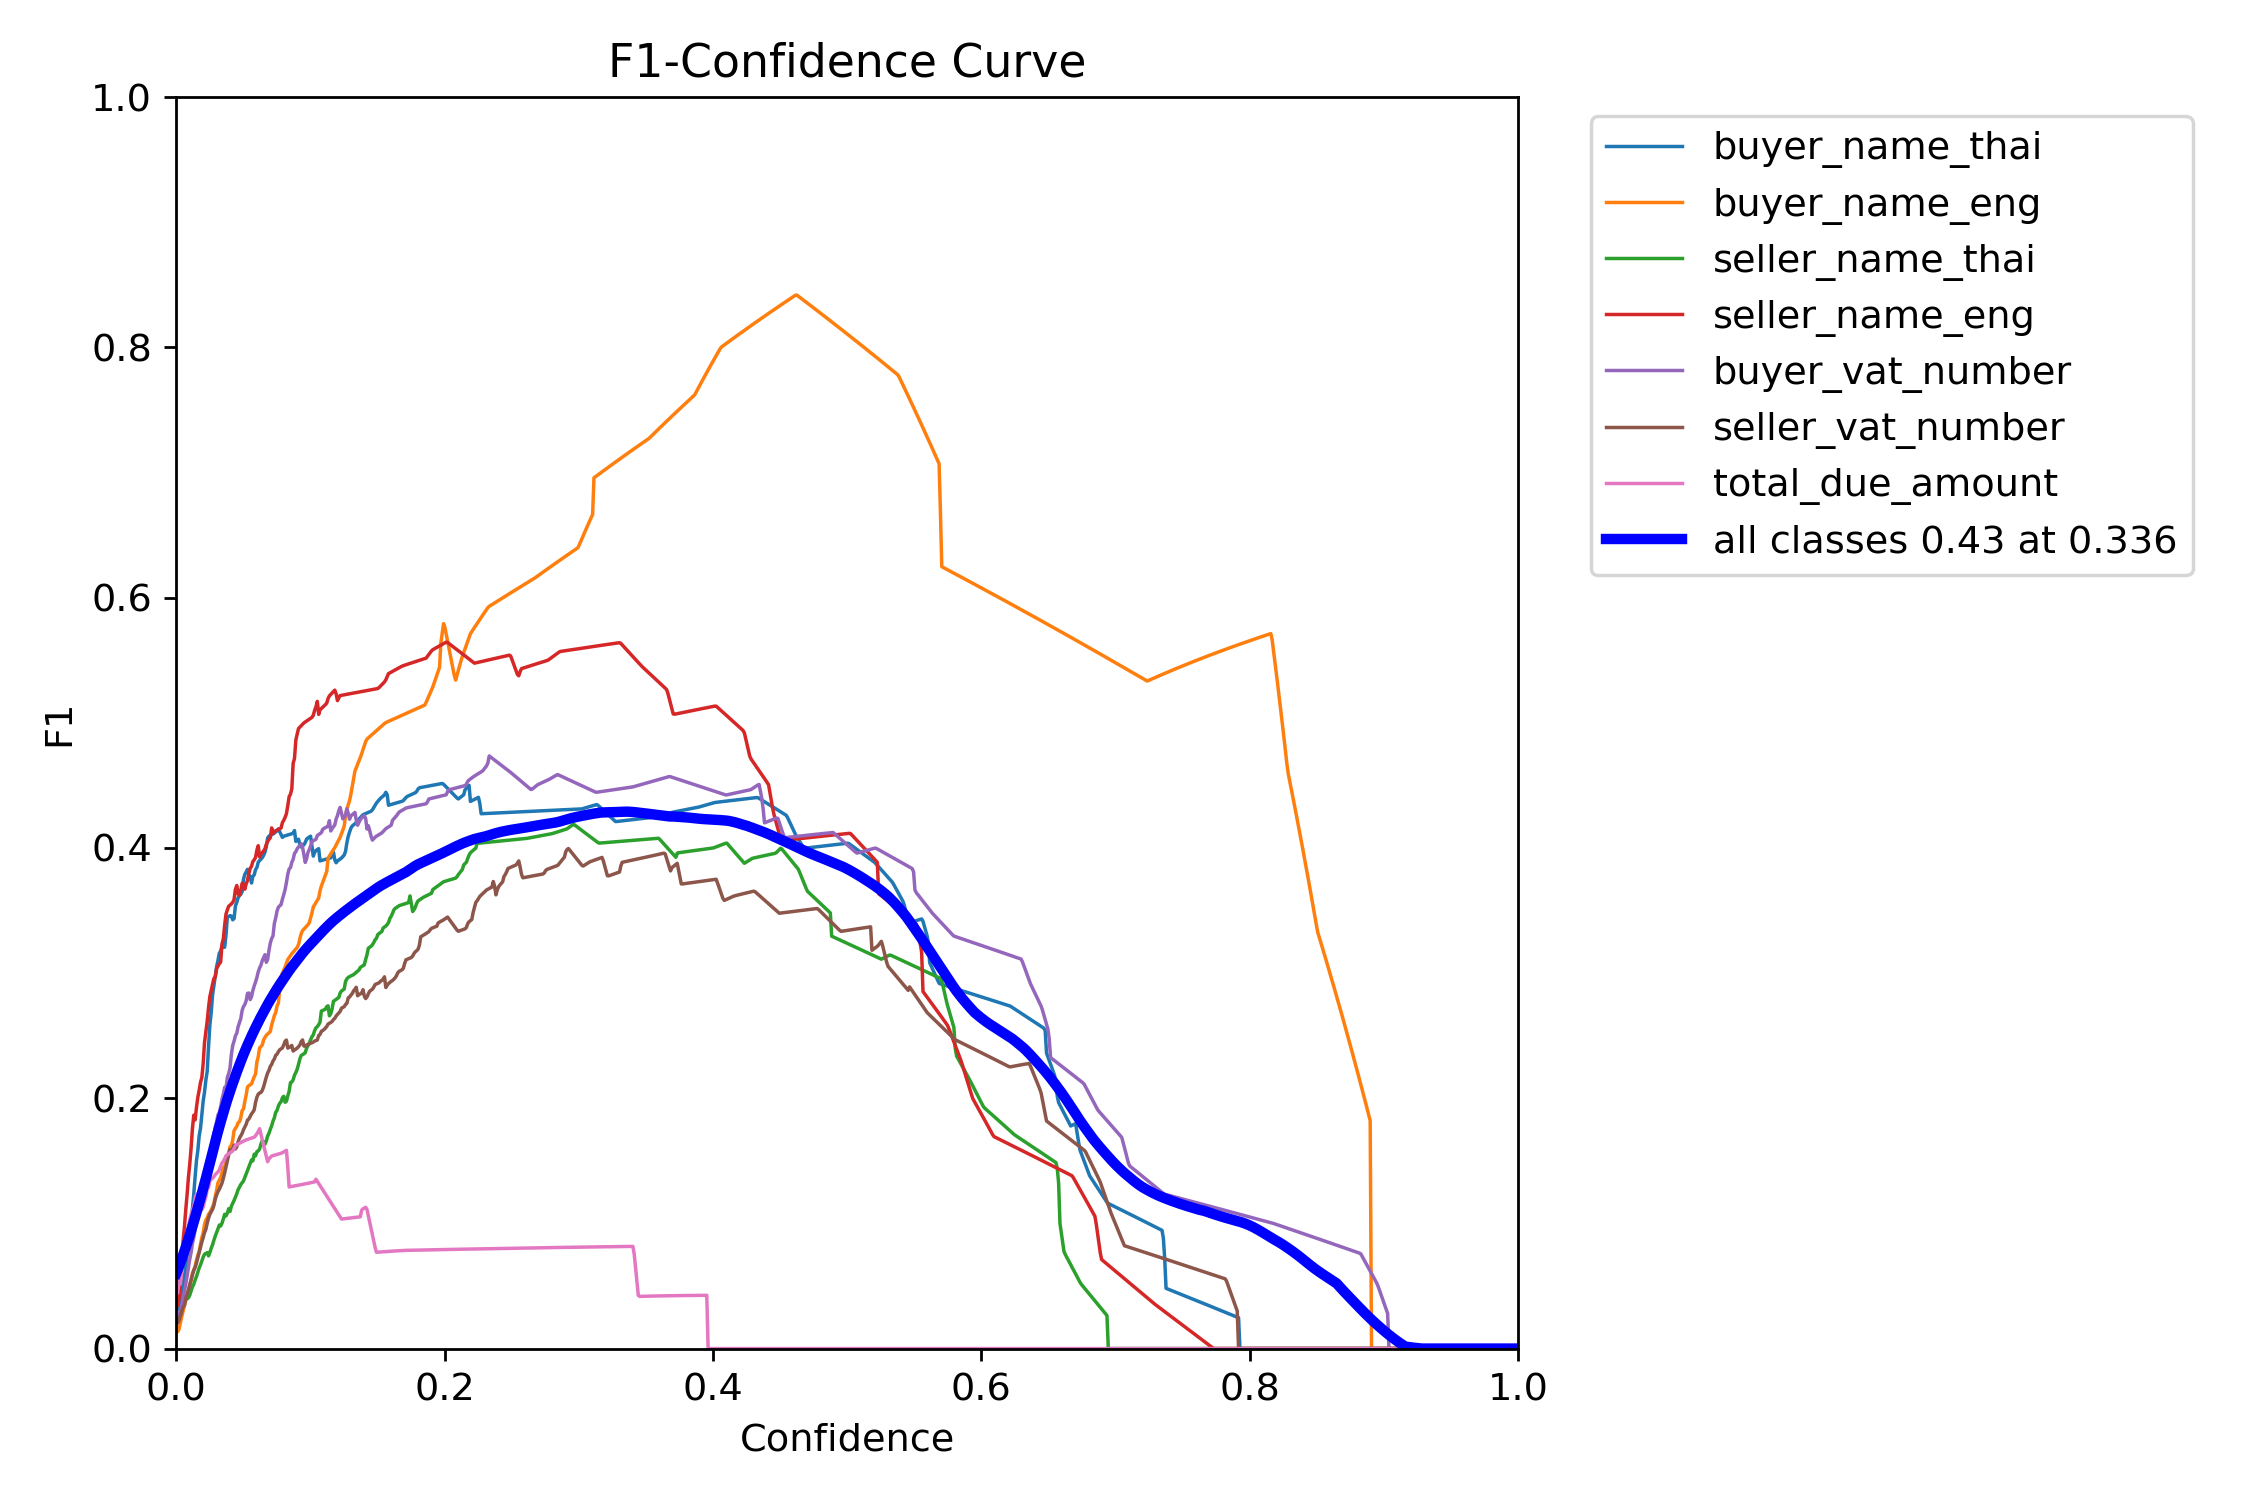 F1-Confidence Curve
1.0
0.8
0.6
0.4
0.2
0.0
F1
0.0 0.2 0.4 0.6 0.8 1.0
Confidence
buyer_name_thai
buyer_name_eng
seller_name_thai
seller_name_eng
buyer_vat_number
seller_vat_number
total_due_amount
all classes 0.43 at 0.336